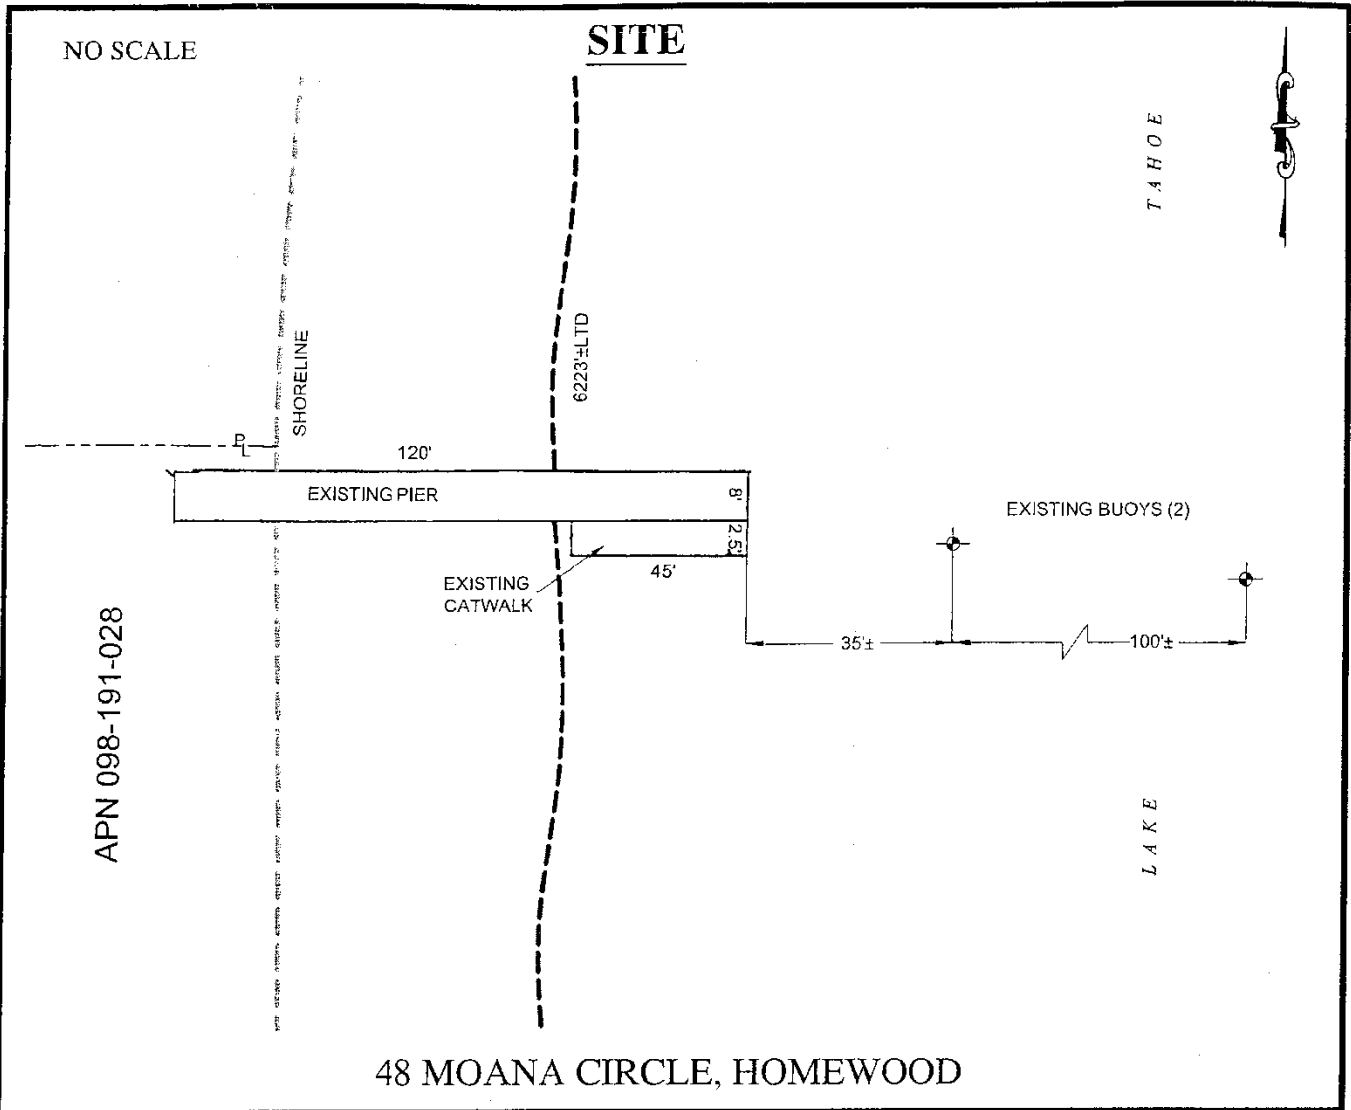 NO SCALE
SITE
TAHOE
SHORELINE
6223'±LTD
PL
120'
EXISTING PIER
8'
2.5'
45'
EXISTING
CATWALK
EXISTING BUOYS (2)
35'±
100'±
APN 098-191-028
LAKE
48 MOANA CIRCLE, HOMEWOOD